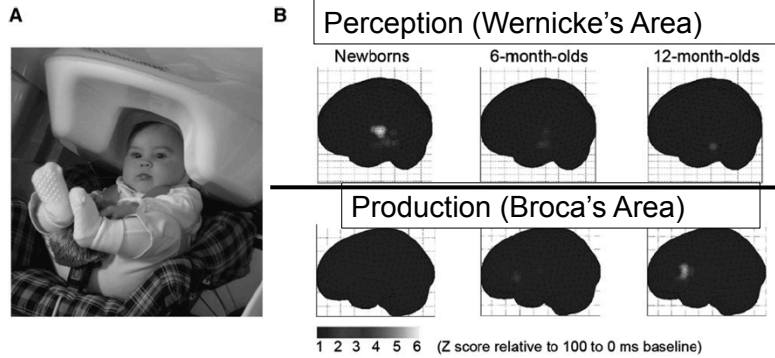 A
B
Perception (Wernicke’s Area)
Newborns
6-month-olds
12-month-olds
Production (Broca’s Area)
1 2 3 4 5 6 (Z score relative to 100 to 0 ms baseline)